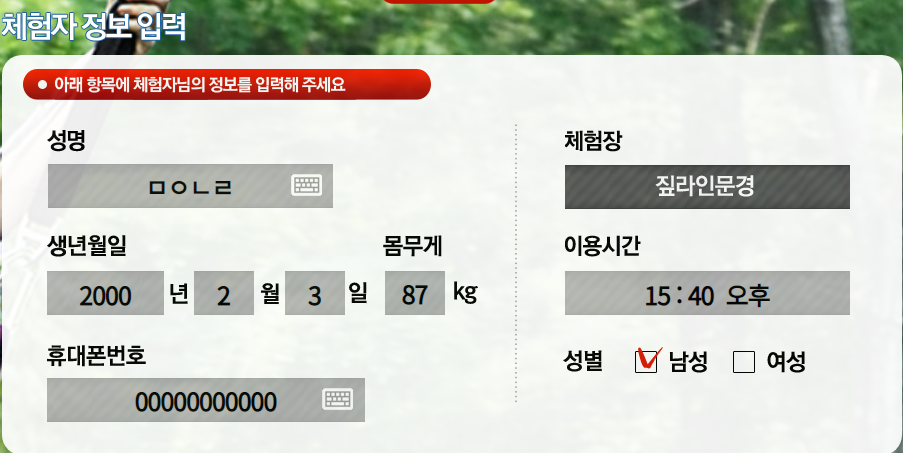 체험자 정보 입력
아래 항목에 체험자님의 정보를 입력해 주세요
성명
ㅁㅇㄴㄹ
생년월일
몸무게
2000 년 2 월 3 일 87 kg
휴대폰번호
00000000000
체험장
짚라인문경
이용시간
15 : 40 오후
성별 남성 여성